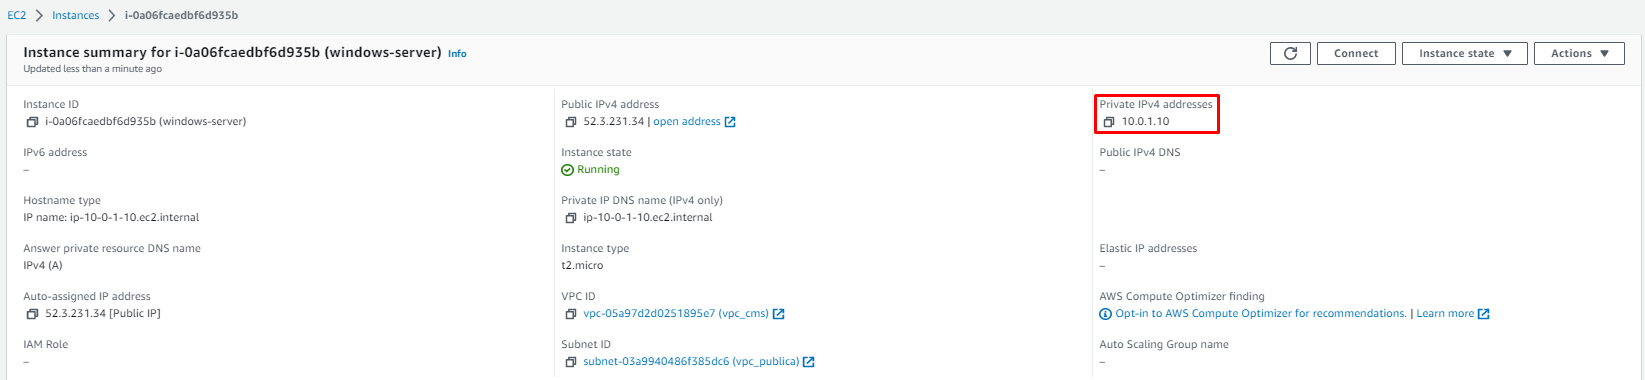 EC2 > Instances > i-0a06fcaedbf6d935b
Instance summary for i-0a06fcaedbf6d935b (windows-server) Info
Updated less than a minute ago
Connect
Instance state
Actions
Instance ID
i-0a06fcaedbf6d935b (windows-server)
Public IPv4 address
52.3.231.34 | open address
Private IPv4 addresses
10.0.1.10
IPv6 address
–
Instance state
Running
Public IPv4 DNS
–
Hostname type
IP name: ip-10-0-1-10.ec2.internal
Private IP DNS name (IPv4 only)
ip-10-0-1-10.ec2.internal
Answer private resource DNS name
IPv4 (A)
Instance type
t2.micro
Elastic IP addresses
–
Auto-assigned IP address
52.3.231.34 [Public IP]
VPC ID
vpc-05a97d2d0251895e7 (vpc_cms)
AWS Compute Optimizer finding
Opt-in to AWS Compute Optimizer for recommendations. | Learn more
IAM Role
–
Subnet ID
subnet-03a9940486f385dc6 (vpc_publica)
Auto Scaling Group name
–